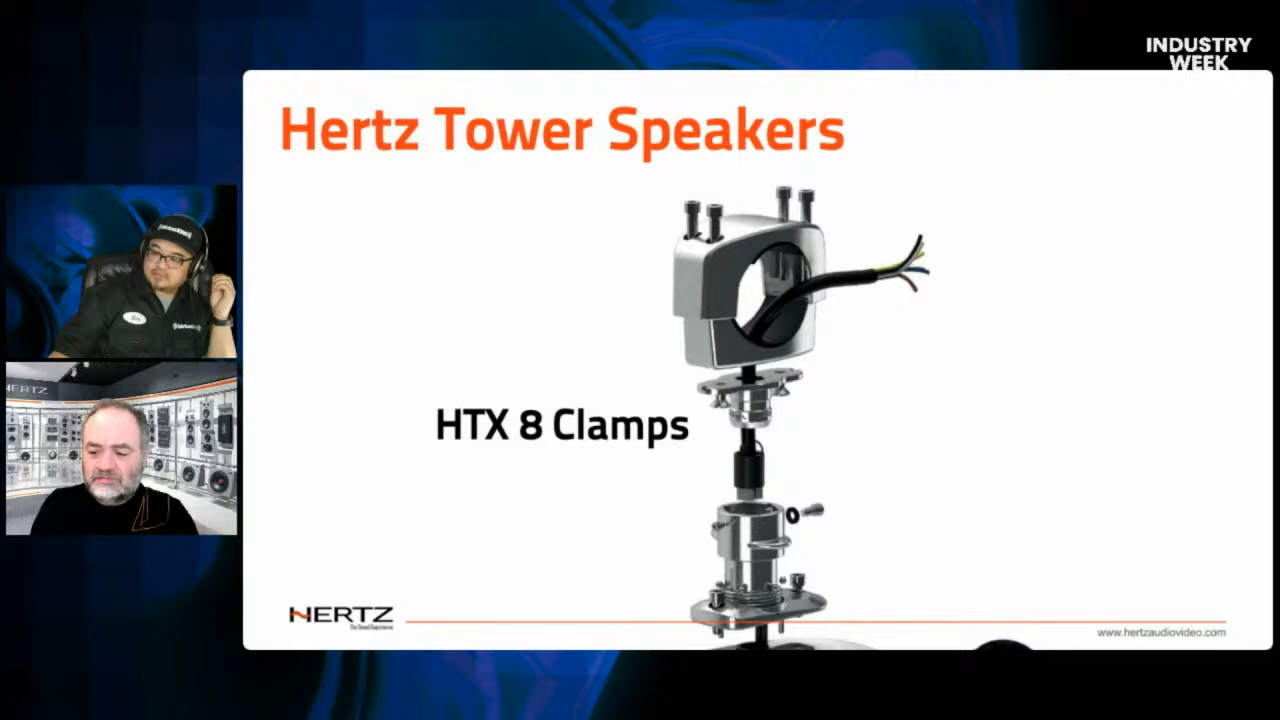 INDUSTRY
WEEK
Hertz Tower Speakers
HERTZ
HTX 8 Clamps
HERTZ
The Sound Experience
www.hertzaudiovideo.com